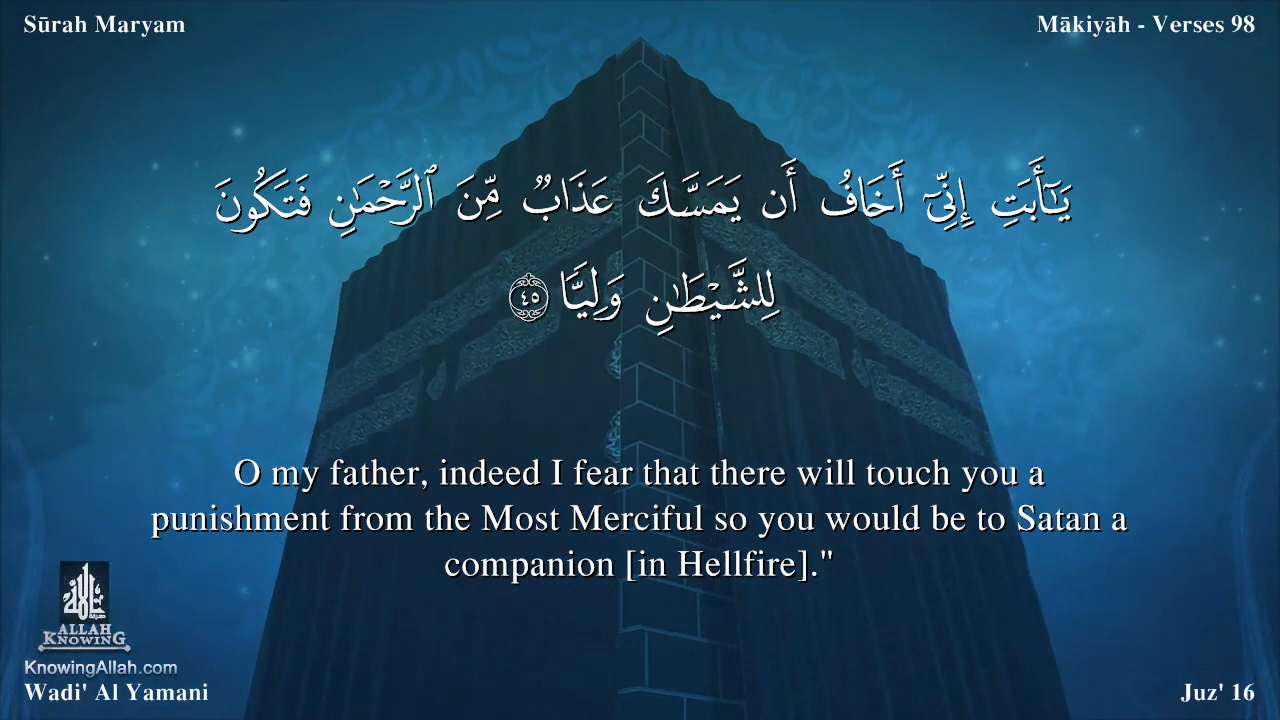 Sūrah Maryam
Mākiyāh - Verses 98
يَـٰٓأَبَتِ إِنِّىٓ أَخَافُ أَن يَمَسَّكَ عَذَابٌ مِّنَ ٱلرَّحْمَـٰنِ فَتَكُونَ
لِلشَّيْطَـٰنِ وَلِيًّا ٤٥
O my father, indeed I fear that there will touch you a
punishment from the Most Merciful so you would be to Satan a
companion [in Hellfire]."
ALLAH
KNOWING
KnowingAllah.com
Wadi' Al Yamani
Juz' 16